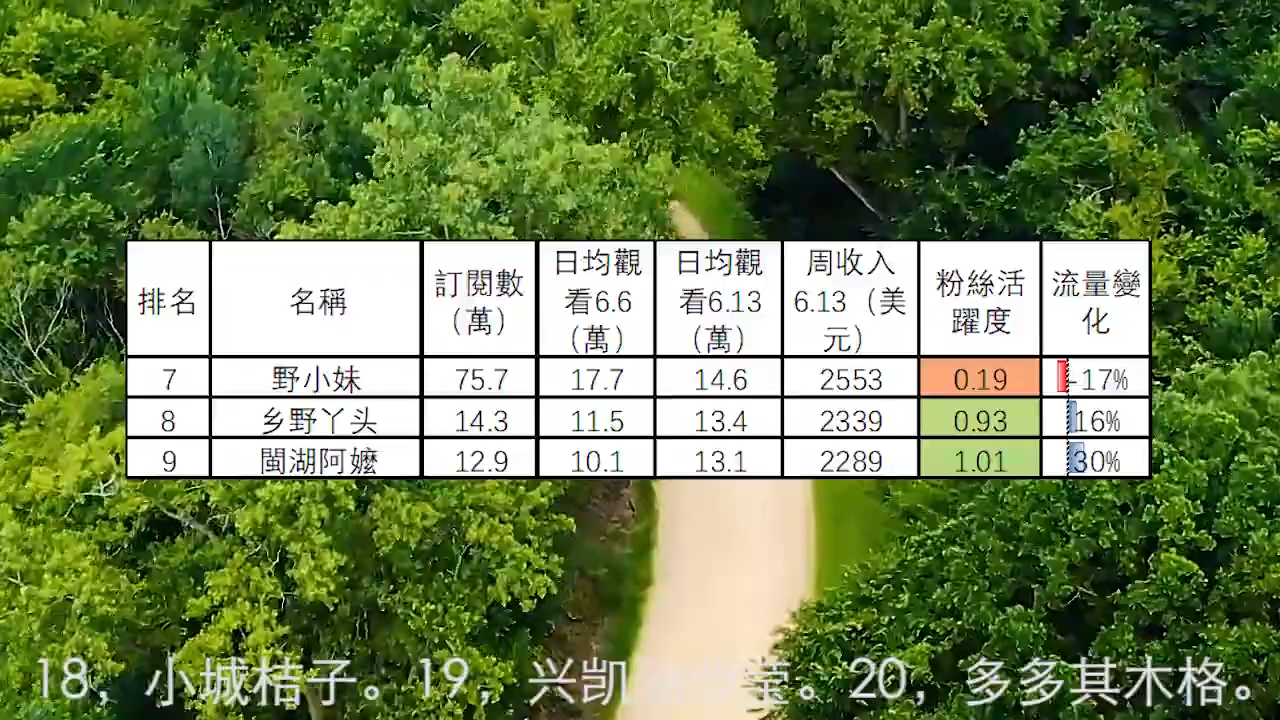 排名 名稱 訂閱數（萬） 日均觀看6.6（萬） 日均觀看6.13（萬） 周收入6.13（美元） 粉絲活躍度 流量變化
7 野小妹 75.7 17.7 14.6 2553 0.19 -17%
8 乡野丫头 14.3 11.5 13.4 2339 0.93 16%
9 閩湖阿嬤 12.9 10.1 13.1 2289 1.01 30%
18，小城桔子。19，兴凯 莹。20，多多其木格。